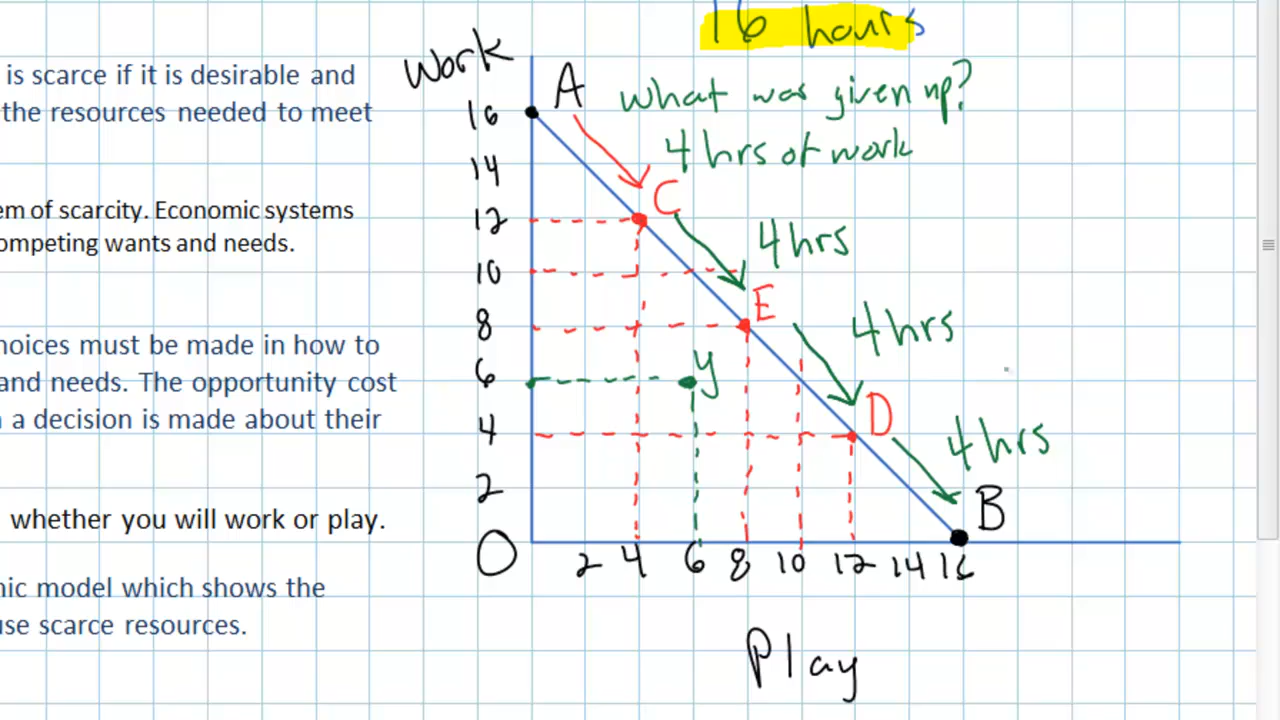 16 hours
is scarce if it is desirable and
the resources needed to meet
em of scarcity. Economic systems
ompeting wants and needs.
hoices must be made in how to
and needs. The opportunity cost
a decision is made about their
whether you will work or play.
nic model which shows the
use scarce resources.
Work
A
What was given up?
4 hrs of work
16
14
12
10
8
6
4
2
0
C
4 hrs
E
4 hrs
y
D
4 hrs
B
2 4 6 8 10 12 14 16
Play